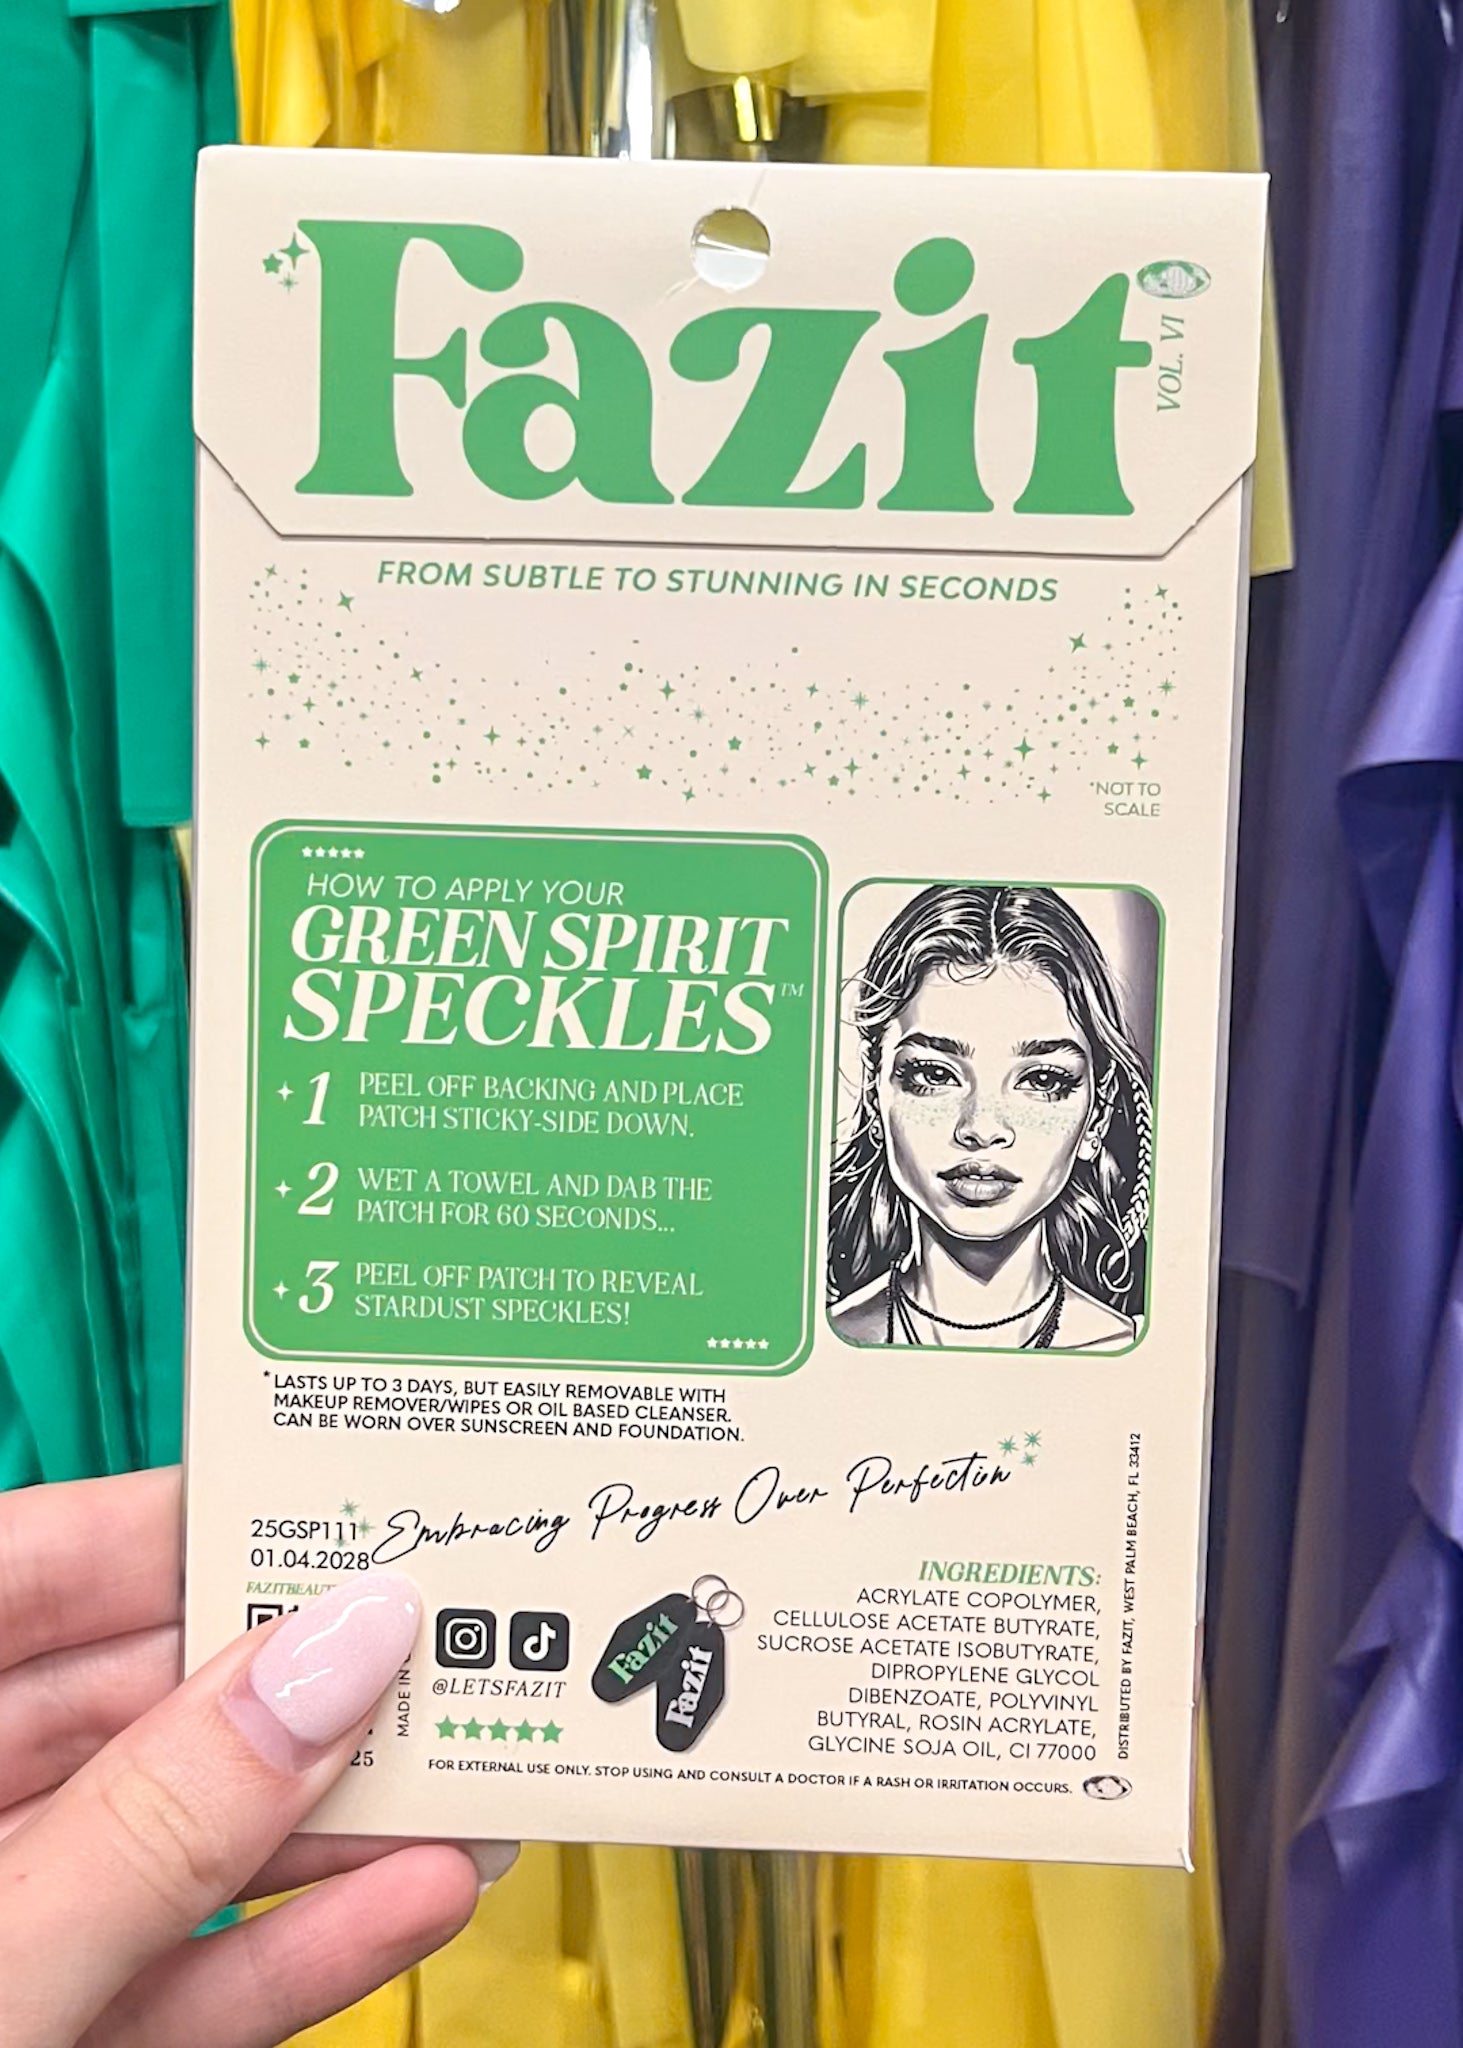 Fazit
VOL. VI
FROM SUBTLE TO STUNNING IN SECONDS
*NOT TO
SCALE
HOW TO APPLY YOUR
GREEN SPIRIT
SPECKLES™
1 PEEL OFF BACKING AND PLACE
PATCH STICKY-SIDE DOWN.
2 WET A TOWEL AND DAB THE
PATCH FOR 60 SECONDS...
3 PEEL OFF PATCH TO REVEAL
STARDUST SPECKLES!
*LASTS UP TO 3 DAYS, BUT EASILY REMOVABLE WITH
MAKEUP REMOVER/WIPES OR OIL BASED CLEANSER.
CAN BE WORN OVER SUNSCREEN AND FOUNDATION.
Embracing Progress Over Perfection
25GSP111
01.04.2028
MADE IN
@LETSFAZIT
Fazit
Fazit
INGREDIENTS:
ACRYLATE COPOLYMER,
CELLULOSE ACETATE BUTYRATE,
SUCROSE ACETATE ISOBUTYRATE,
DIPROPYLENE GLYCOL
DIBENZOATE, POLYVINYL
BUTYRAL, ROSIN ACRYLATE,
GLYCINE SOJA OIL, CI 77000
DISTRIBUTED BY FAZIT, WEST PALM BEACH, FL 33412
25
FOR EXTERNAL USE ONLY. STOP USING AND CONSULT A DOCTOR IF A RASH OR IRRITATION OCCURS.